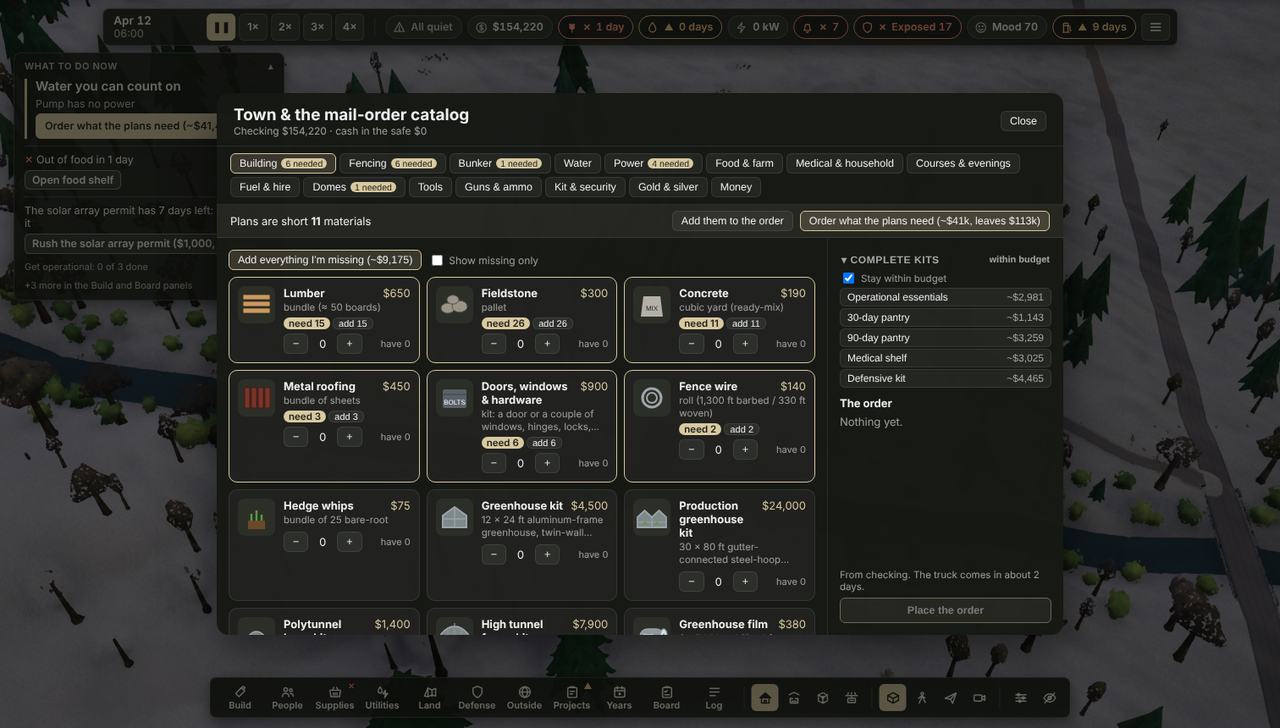 Apr 12
06:00
1×
2×
3×
4×
All quiet
$154,220
× 1 day
▲ 0 days
0 kW
× 7
× Exposed 17
Mood 70
▲ 9 days
WHAT TO DO NOW ▲
Water you can count on
Pump has no power
Order what the plans need (~$41,
× Out of food in 1 day
Open food shelf
The solar array permit has 7 days left:
it
Rush the solar array permit ($1,000,
Get operational: 0 of 3 done
+3 more in the Build and Board panels
Town & the mail-order catalog
Checking $154,220 · cash in the safe $0
Close
Building 6 needed
Fencing 6 needed
Bunker 1 needed
Water
Power 4 needed
Food & farm
Medical & household
Courses & evenings
Fuel & hire
Domes 1 needed
Tools
Guns & ammo
Kit & security
Gold & silver
Money
Plans are short 11 materials
Add them to the order
Order what the plans need (~$41k, leaves $113k)
Add everything I'm missing (~$9,175)
Show missing only
Lumber $650
bundle (≈ 50 boards)
need 15 add 15
− 0 + have 0
Fieldstone $300
pallet
need 26 add 26
− 0 + have 0
MIX
Concrete $190
cubic yard (ready-mix)
need 11 add 11
− 0 + have 0
Metal roofing $450
bundle of sheets
need 3 add 3
− 0 + have 0
BOLTS
Doors, windows $900
& hardware
kit: a door or a couple of
windows, hinges, locks,...
need 6 add 6
− 0 + have 0
Fence wire $140
roll (1,300 ft barbed / 330 ft
woven)
need 2 add 2
− 0 + have 0
Hedge whips $75
bundle of 25 bare-root
− 0 + have 0
Greenhouse kit $4,500
12 × 24 ft aluminum-frame
greenhouse, twin-wall...
− 0 + have 0
Production $24,000
greenhouse
kit
30 × 80 ft gutter-
connected steel-hoop...
− 0 + have 0
Polytunnel $1,400
High tunnel $7,900
Greenhouse film $380
▼ COMPLETE KITS within budget
Stay within budget
Operational essentials ~$2,981
30-day pantry ~$1,143
90-day pantry ~$3,259
Medical shelf ~$3,025
Defensive kit ~$4,465
The order
Nothing yet.
From checking. The truck comes in about 2
days.
Place the order
Build
People
Supplies ×
Utilities
Land
Defense
Outside
Projects ▲
Years
Board
Log